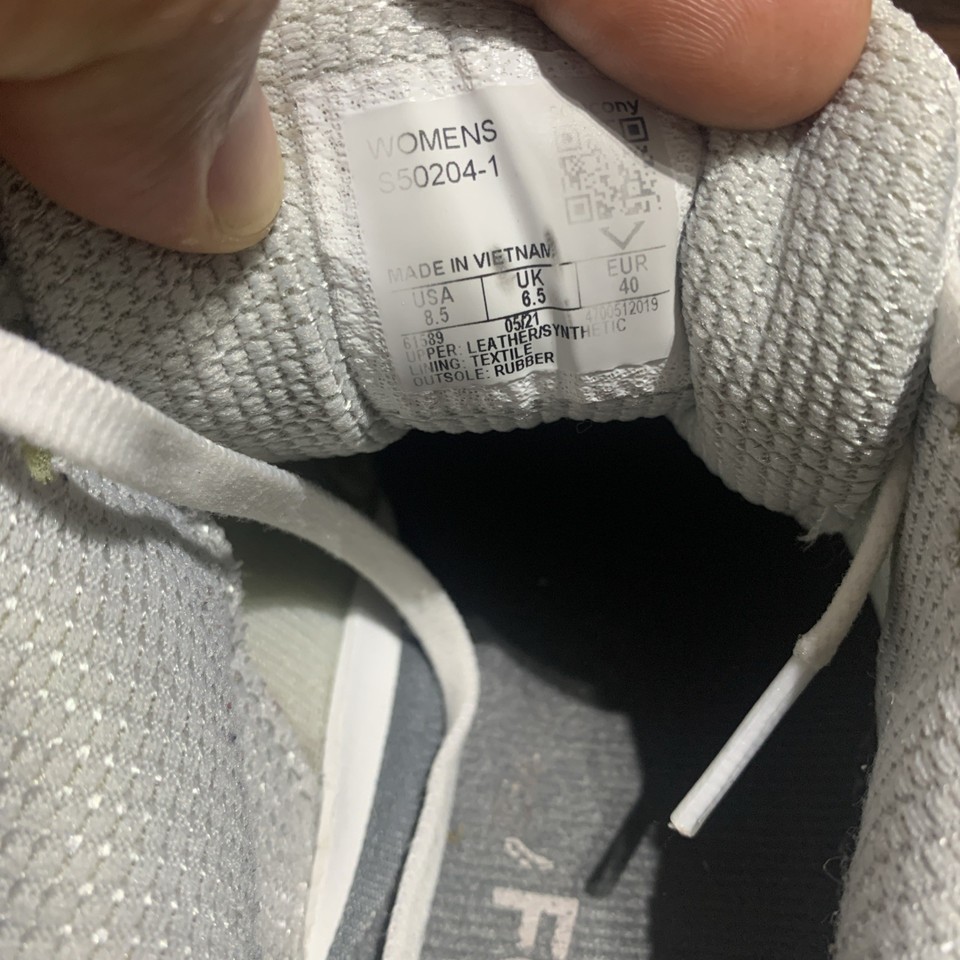 saucony
WOMENS
S50204-1
MADE IN VIETNAM
USA UK EUR
8.5 6.5 40
61589 05/21 4700512019
UPPER: LEATHER/SYNTHETIC
LINING: TEXTILE
OUTSOLE: RUBBER